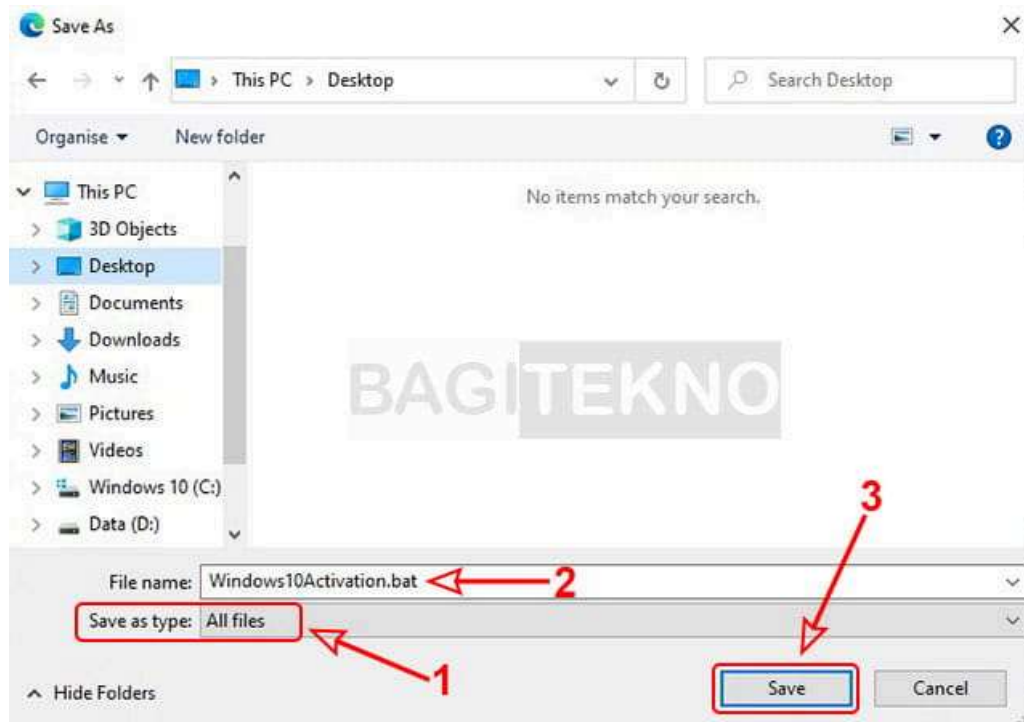 Save As
This PC > Desktop
Search Desktop
Organise
New folder
This PC
3D Objects
Desktop
Documents
Downloads
Music
Pictures
Videos
Windows 10 (C:)
Data (D:)
No items match your search.
BAGITEKNO
3
File name: Windows10Activation.bat
2
Save as type: All files
1
Hide Folders
Save
Cancel